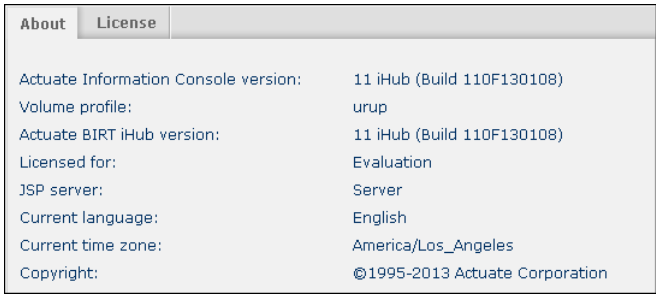 About License
Actuate Information Console version: 11 iHub (Build 110F130108)
Volume profile: urup
Actuate BIRT iHub version: 11 iHub (Build 110F130108)
Licensed for: Evaluation
JSP server: Server
Current language: English
Current time zone: America/Los_Angeles
Copyright: ©1995-2013 Actuate Corporation